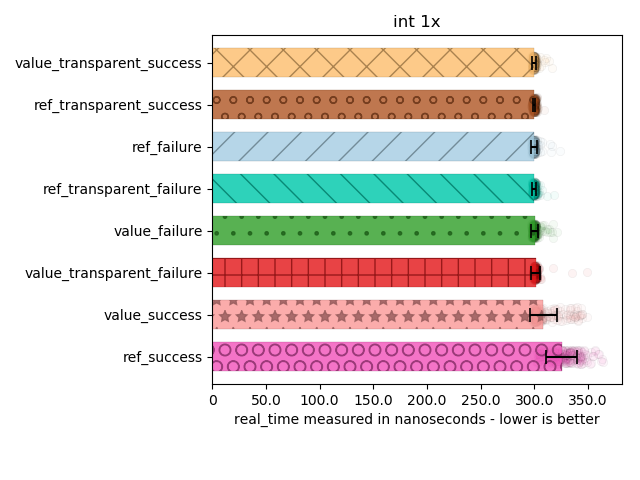 int 1x
value_transparent_success
ref_transparent_success
ref_failure
ref_transparent_failure
value_failure
value_transparent_failure
value_success
ref_success
0 50.0 100.0 150.0 200.0 250.0 300.0 350.0
real_time measured in nanoseconds - lower is better